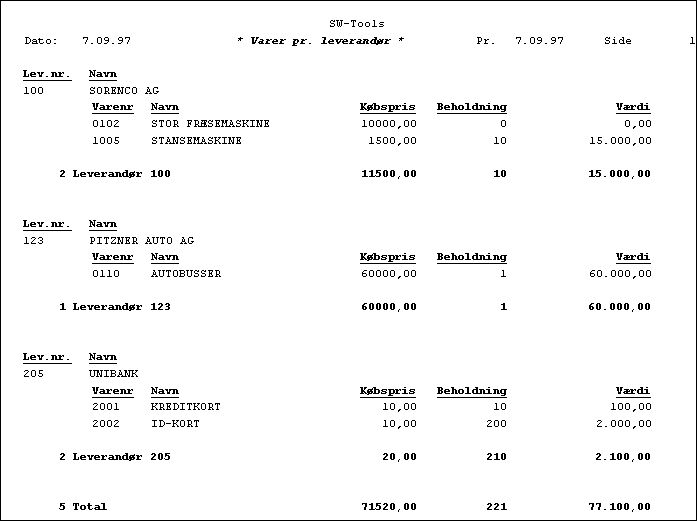 SW-Tools
Dato: 7.09.97 * Varer pr. leverandør * Pr. 7.09.97 Side 1
Lev.nr. Navn
100 SORENCO AG
Varenr Navn Købspris Beholdning Værdi
0102 STOR FRÆSEMASKINE 10000,00 0 0,00
1005 STANSEMASKINE 1500,00 10 15.000,00
2 Leverandør 100 11500,00 10 15.000,00
Lev.nr. Navn
123 PITZNER AUTO AG
Varenr Navn Købspris Beholdning Værdi
0110 AUTOBUSSER 60000,00 1 60.000,00
1 Leverandør 123 60000,00 1 60.000,00
Lev.nr. Navn
205 UNIBANK
Varenr Navn Købspris Beholdning Værdi
2001 KREDITKORT 10,00 10 100,00
2002 ID-KORT 10,00 200 2.000,00
2 Leverandør 205 20,00 210 2.100,00
5 Total 71520,00 221 77.100,00